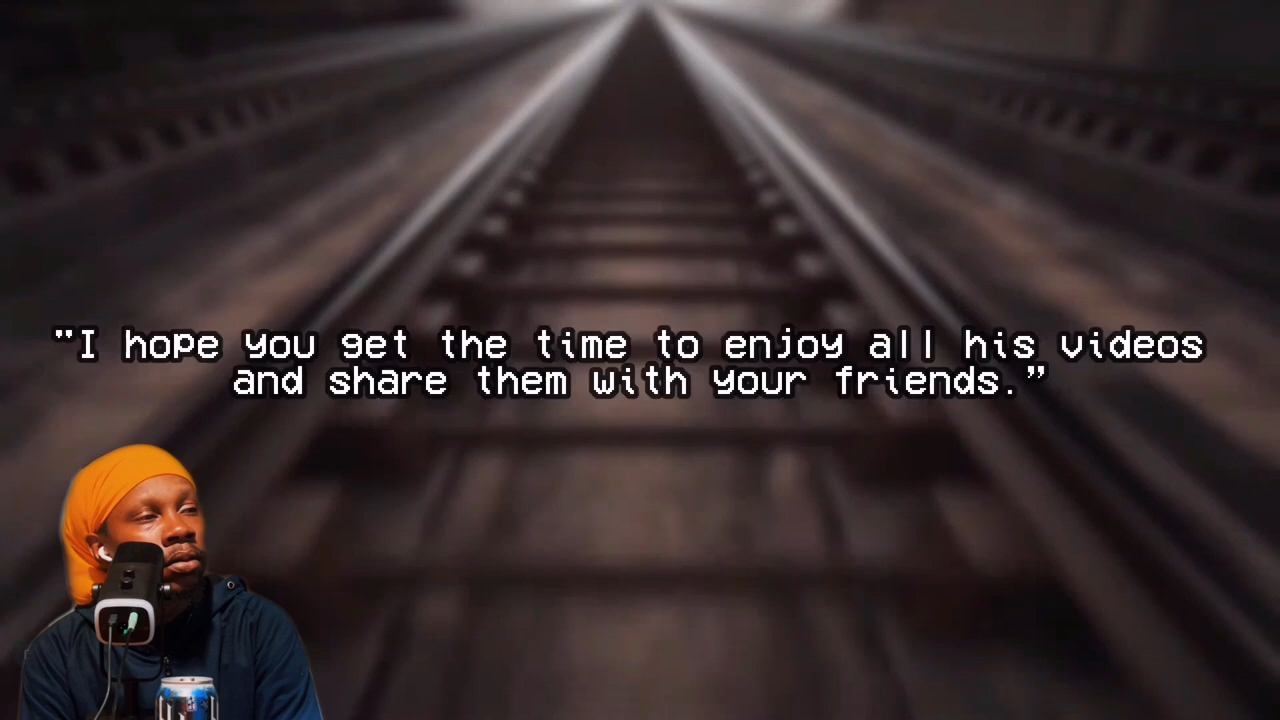 "I hope you get the time to enjoy all his videos
and share them with your friends.”